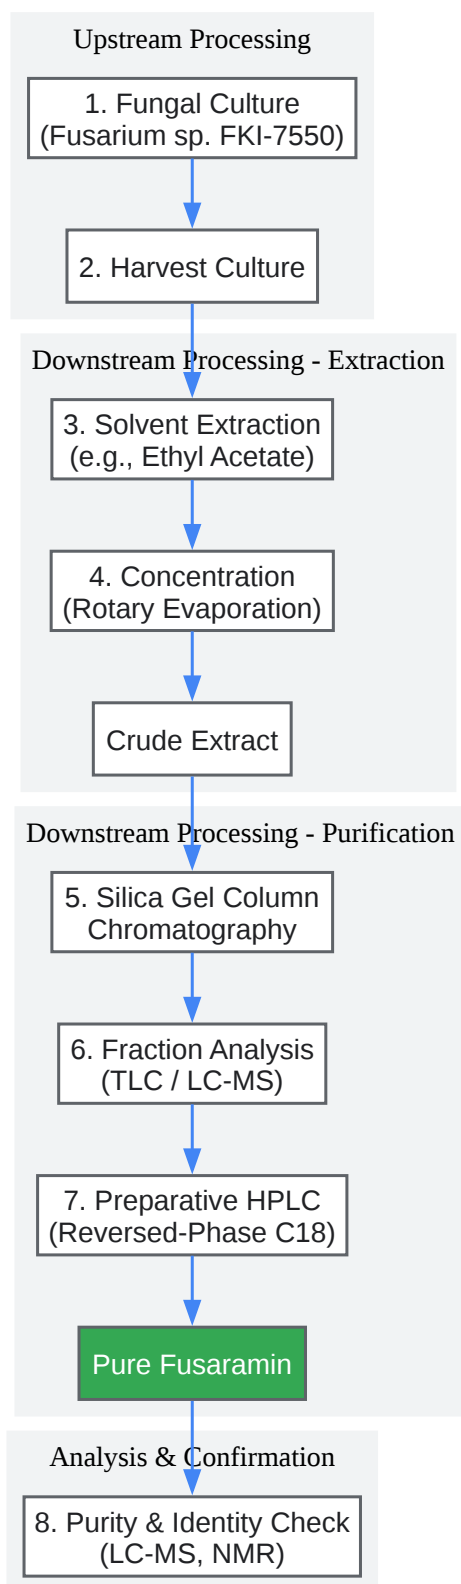 Upstream Processing
1. Fungal Culture
(Fusarium sp. FKI-7550)
2. Harvest Culture
Downstream Processing - Extraction
3. Solvent Extraction
(e.g., Ethyl Acetate)
4. Concentration
(Rotary Evaporation)
Crude Extract
Downstream Processing - Purification
5. Silica Gel Column
Chromatography
6. Fraction Analysis
(TLC / LC-MS)
7. Preparative HPLC
(Reversed-Phase C18)
Pure Fusaramin
Analysis & Confirmation
8. Purity & Identity Check
(LC-MS, NMR)